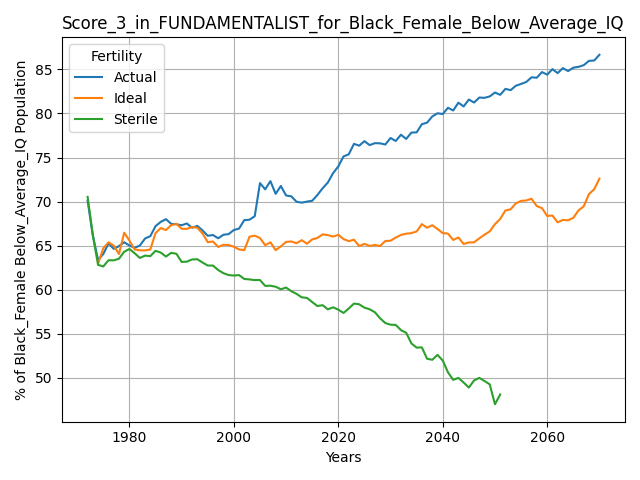 Score_3_in_FUNDAMENTALIST_for_Black_Female_Below_Average_IQ
Fertility
Actual
Ideal
Sterile
% of Black_Female Below_Average_IQ Population
85
80
75
70
65
60
55
50
1980
2000
2020
2040
2060
Years